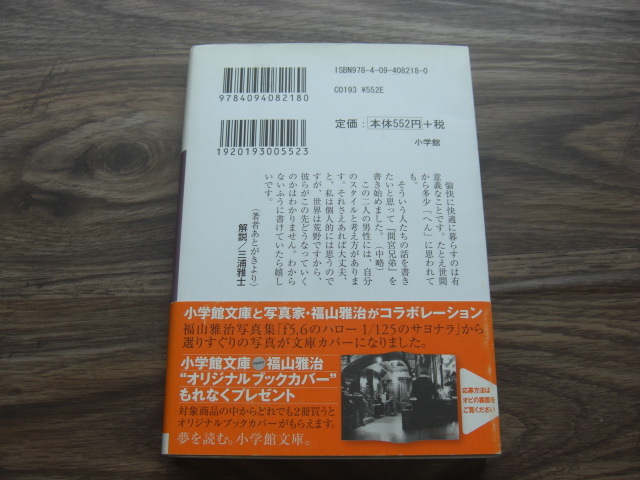 9784094082180
1920193005523
ISBN978-4-09-408218-0
C0193 ¥552E
定価：本体552円＋税
小学館
愉快に快適に暮らすのは有
意義なことです。たとえ世間
から多少「へん」に思われて
も。
そういう人たちの話を書き
たいと思って『間宮兄弟』を
書き始めました。（中略）
この二人の男性には、自分
のスタイルと考え方がありま
す。それさえあれば大丈夫、
と、私は個人的には思うので
すが、世界は荒野ですから、
彼らがこの先どうなっていく
のかはわかりません。わから
ないふうに書けていたら嬉し
いです。
（著者あとがきより）
解説／三浦雅士
小学館文庫と写真家・福山雅治がコラボレーション
福山雅治写真集「f5.6のハロー 1/125のサヨナラ」から
選りすぐりの写真が文庫カバーになりました。
小学館文庫 福山雅治
“オリジナルブックカバー”
もれなくプレゼント
対象商品の中からどれでも2冊買うと
オリジナルブックカバーがもらえます。
夢を読む。小学館文庫。
応募方法は
オビの裏面を
ご覧ください